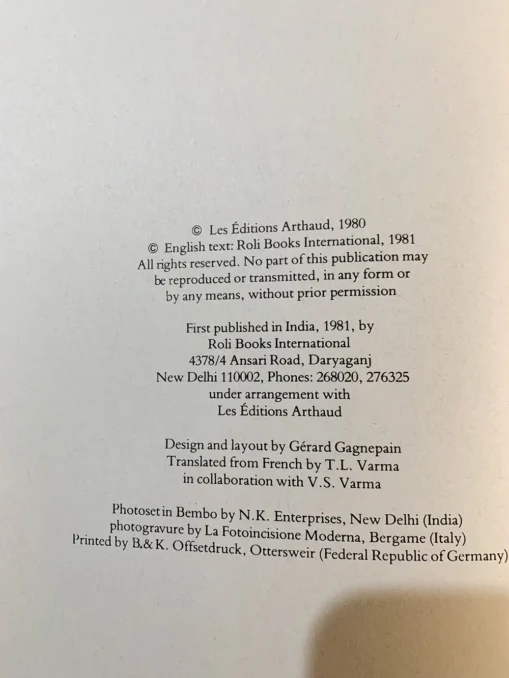 © Les Éditions Arthaud, 1980
© English text: Roli Books International, 1981
All rights reserved. No part of this publication may
be reproduced or transmitted, in any form or
by any means, without prior permission
First published in India, 1981, by
Roli Books International
4378/4 Ansari Road, Daryaganj
New Delhi 110002, Phones: 268020, 276325
under arrangement with
Les Éditions Arthaud
Design and layout by Gérard Gagnepain
Translated from French by T.L. Varma
in collaboration with V.S. Varma
Photoset in Bembo by N.K. Enterprises, New Delhi (India)
photogravure by La Fotoincisione Moderna, Bergame (Italy)
Printed by B.& K. Offsetdruck, Ottersweir (Federal Republic of Germany)